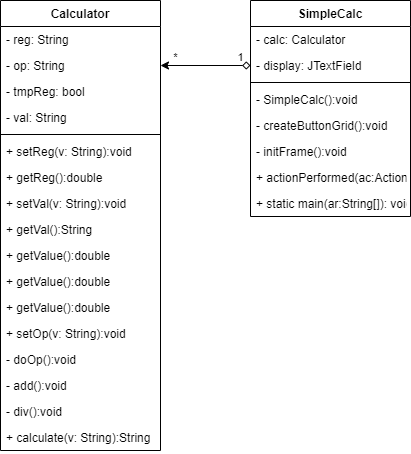 Calculator
- reg: String
- op: String
- tmpReg: bool
- val: String
+ setReg(v: String):void
+ getReg():double
+ setVal(v: String):void
+ getVal():String
+ getValue():double
+ getValue():double
+ getValue():double
+ setOp(v: String):void
- doOp():void
- add():void
- div():void
+ calculate(v: String):String
* 1
SimpleCalc
- calc: Calculator
- display: JTextField
- SimpleCalc():void
- createButtonGrid():void
- initFrame():void
+ actionPerformed(ac:Action
+ static main(ar:String[]): voi